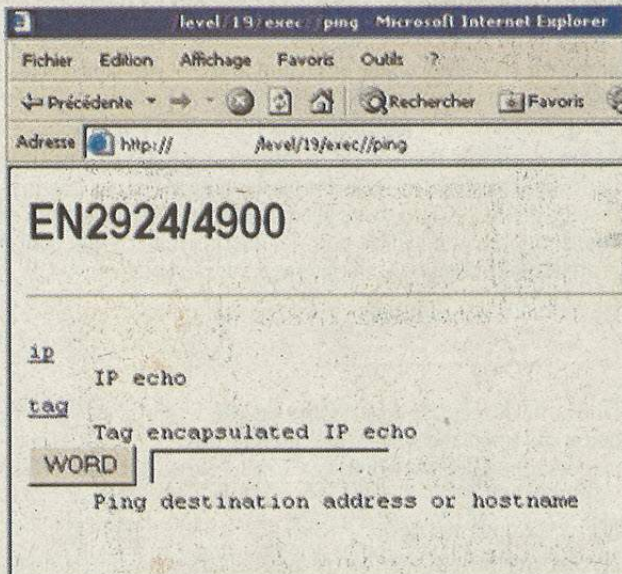 /level/19/exec//ping - Microsoft Internet Explorer
Fichier Edition Affichage Favoris Outils ?
Précédente Rechercher Favoris
Adresse http:// /level/19/exec//ping
EN2924/4900
ip
IP echo
tag
Tag encapsulated IP echo
WORD
Ping destination address or hostname